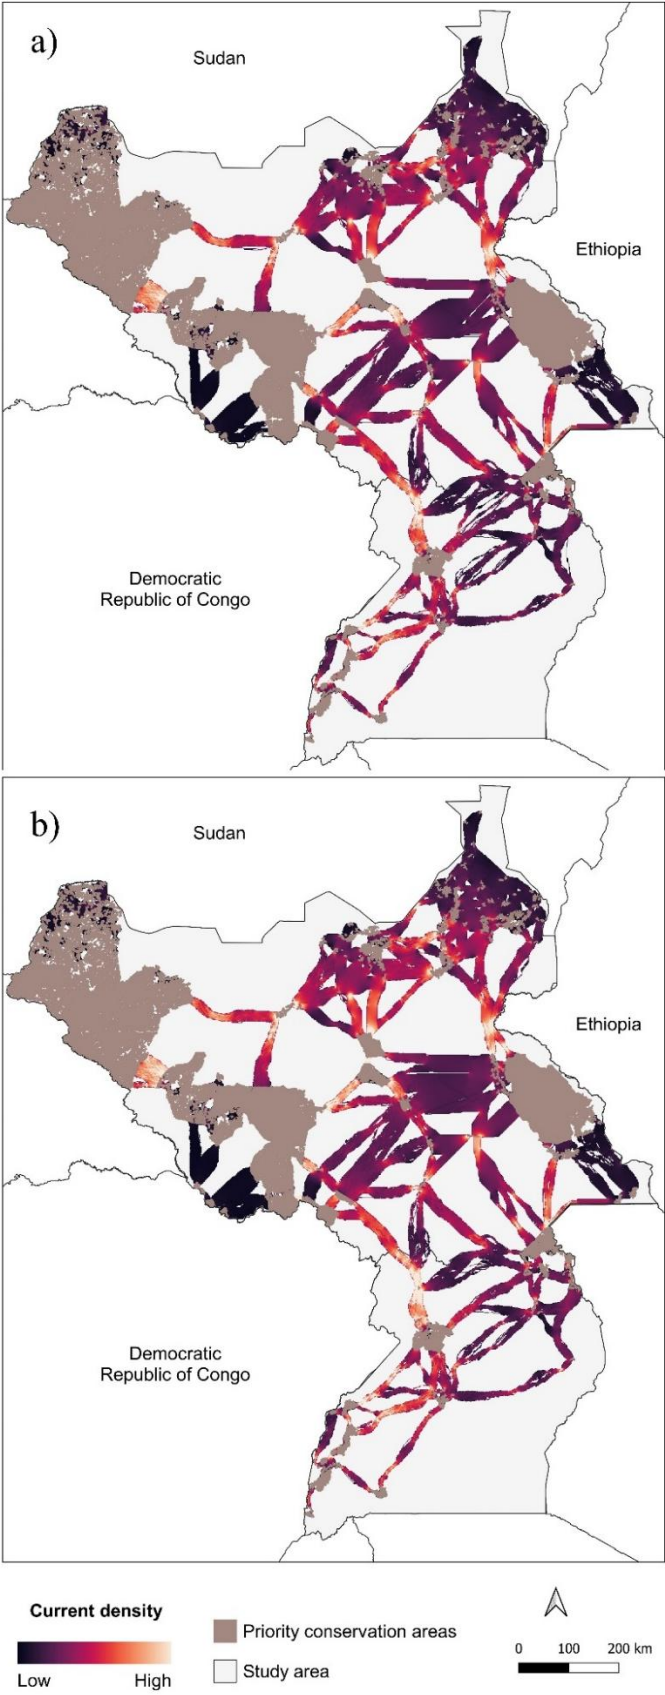 a)
Sudan
Ethiopia
Democratic
Republic of Congo
b)
Sudan
Ethiopia
Democratic
Republic of Congo
Current density
Low High
Priority conservation areas
Study area
0 100 200 km